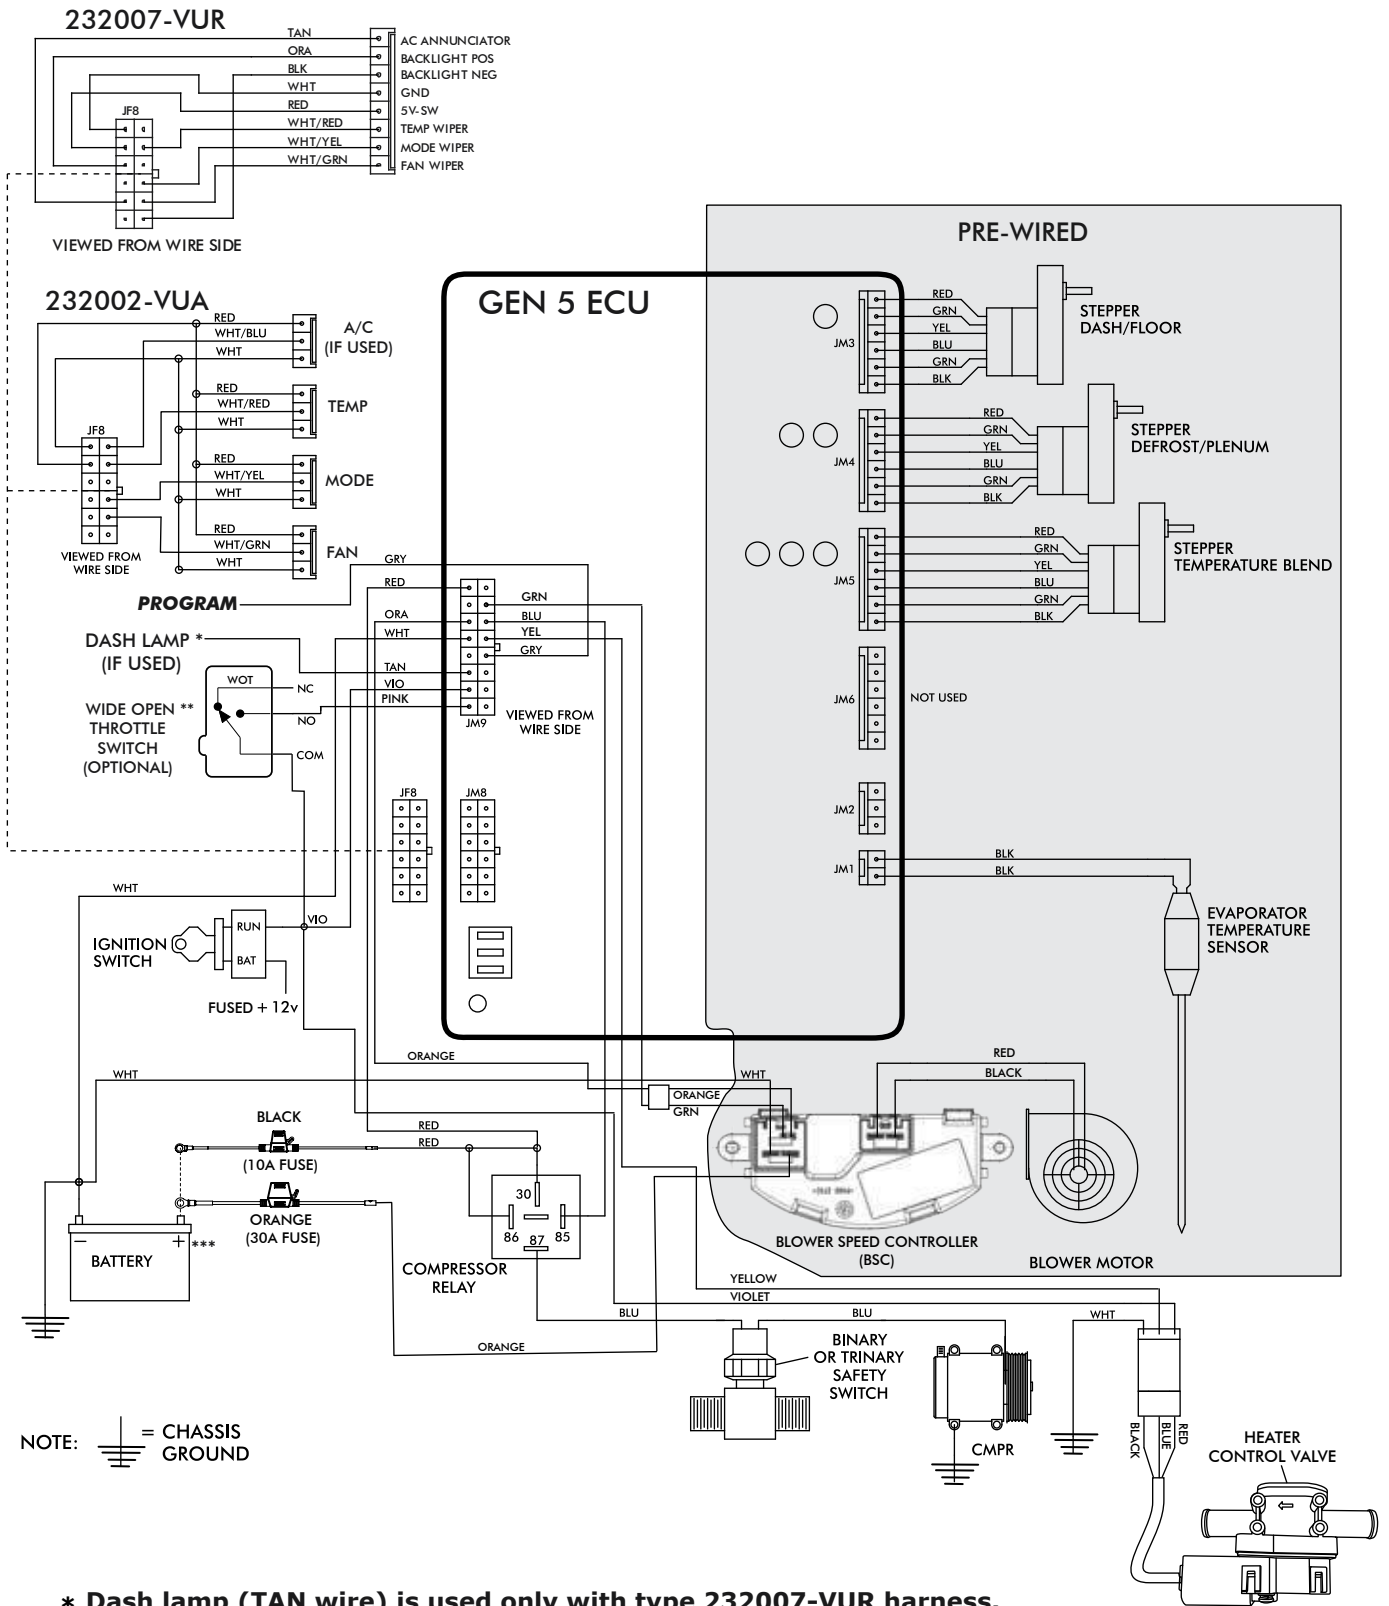 232007-VUR
TAN
ORA
BLK
WHT
RED
WHT/RED
WHT/YEL
WHT/GRN
AC ANNUNCIATOR
BACKLIGHT POS
BACKLIGHT NEG
GND
5V-SW
TEMP WIPER
MODE WIPER
FAN WIPER
JF8
VIEWED FROM WIRE SIDE
232002-VUA
RED
WHT/BLU
WHT
A/C
(IF USED)
RED
WHT/RED
WHT
TEMP
RED
WHT/YEL
WHT
MODE
RED
WHT/GRN
WHT
FAN
JF8
VIEWED FROM
WIRE SIDE
PROGRAM
DASH LAMP *
(IF USED)
WOT
NC
NO
COM
WIDE OPEN **
THROTTLE
SWITCH
(OPTIONAL)
GEN 5 ECU
GRY
RED
ORA
WHT
TAN
VIO
PINK
GRN
BLU
YEL
GRY
JM9
VIEWED FROM
WIRE SIDE
JF8
JM8
PRE-WIRED
JM3
RED
GRN
YEL
BLU
GRN
BLK
STEPPER
DASH/FLOOR
JM4
RED
GRN
YEL
BLU
GRN
BLK
STEPPER
DEFROST/PLENUM
JM5
RED
GRN
YEL
BLU
GRN
BLK
STEPPER
TEMPERATURE BLEND
JM6
NOT USED
JM2
JM1
BLK
BLK
EVAPORATOR
TEMPERATURE
SENSOR
WHT
IGNITION
SWITCH
RUN
BAT
VIO
FUSED + 12v
ORANGE
WHT
WHT
ORANGE
GRN
RED
BLACK
BLACK
(10A FUSE)
RED
RED
ORANGE
(30A FUSE)
BATTERY
- + ***
30
86
87
85
COMPRESSOR
RELAY
BLOWER SPEED CONTROLLER
(BSC)
BLOWER MOTOR
YELLOW
VIOLET
BLU
BLU
WHT
ORANGE
BINARY
OR TRINARY
SAFETY
SWITCH
CMPR
BLACK
BLUE
RED
HEATER
CONTROL VALVE
NOTE:
= CHASSIS
GROUND
* Dash lamp (TAN wire) is used only with type 232007-VUR harness.